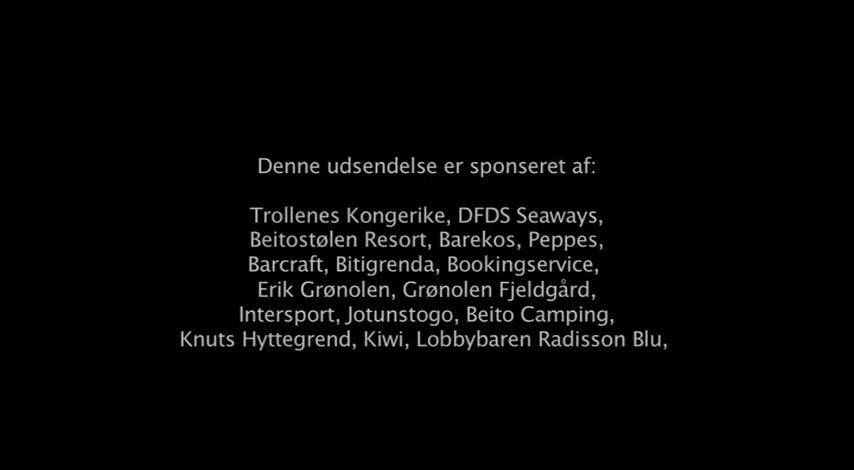 Denne udsendelse er sponseret af:
Trollenes Kongerike, DFDS Seaways,
Beitostølen Resort, Barekos, Peppes,
Barcraft, Bitigrenda, Bookingservice,
Erik Grønolen, Grønolen Fjeldgård,
Intersport, Jotunstogo, Beito Camping,
Knuts Hyttegrend, Kiwi, Lobbybaren Radisson Blu,